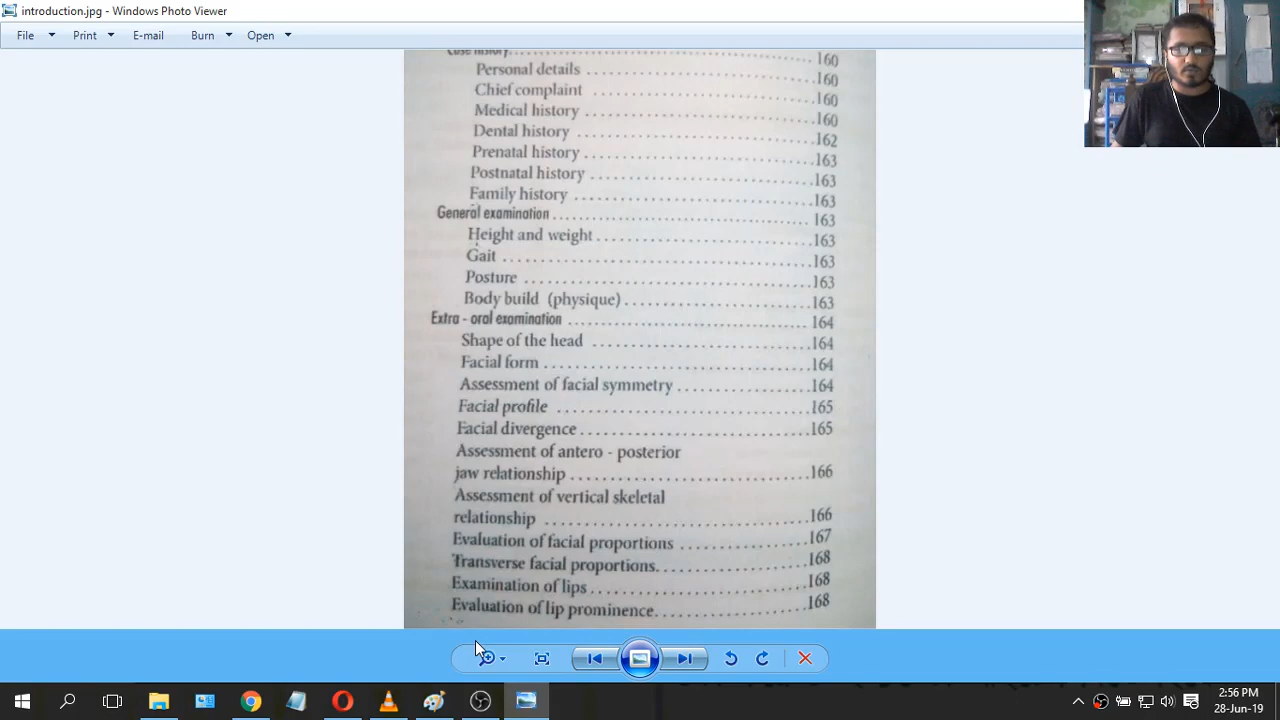 introduction.jpg - Windows Photo Viewer
File Print E-mail Burn Open
Case history 160
Personal details 160
Chief complaint 160
Medical history 160
Dental history 162
Prenatal history 163
Postnatal history 163
Family history 163
General examination 163
Height and weight 163
Gait 163
Posture 163
Body build (physique) 163
Extra - oral examination 164
Shape of the head 164
Facial form 164
Assessment of facial symmetry 164
Facial profile 165
Facial divergence 165
Assessment of antero - posterior
jaw relationship 166
Assessment of vertical skeletal
relationship 166
Evaluation of facial proportions 167
Transverse facial proportions 168
Examination of lips 168
Evaluation of lip prominence 168
2:56 PM
28-Jun-19